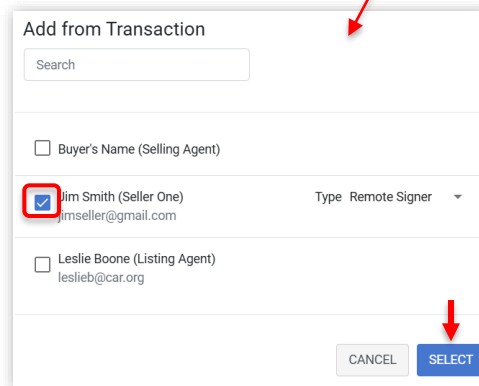 Add from Transaction
Search
Buyer's Name (Selling Agent)
Jim Smith (Seller One) Type Remote Signer
jimseller@gmail.com
Leslie Boone (Listing Agent)
leslieb@car.org
CANCEL SELECT